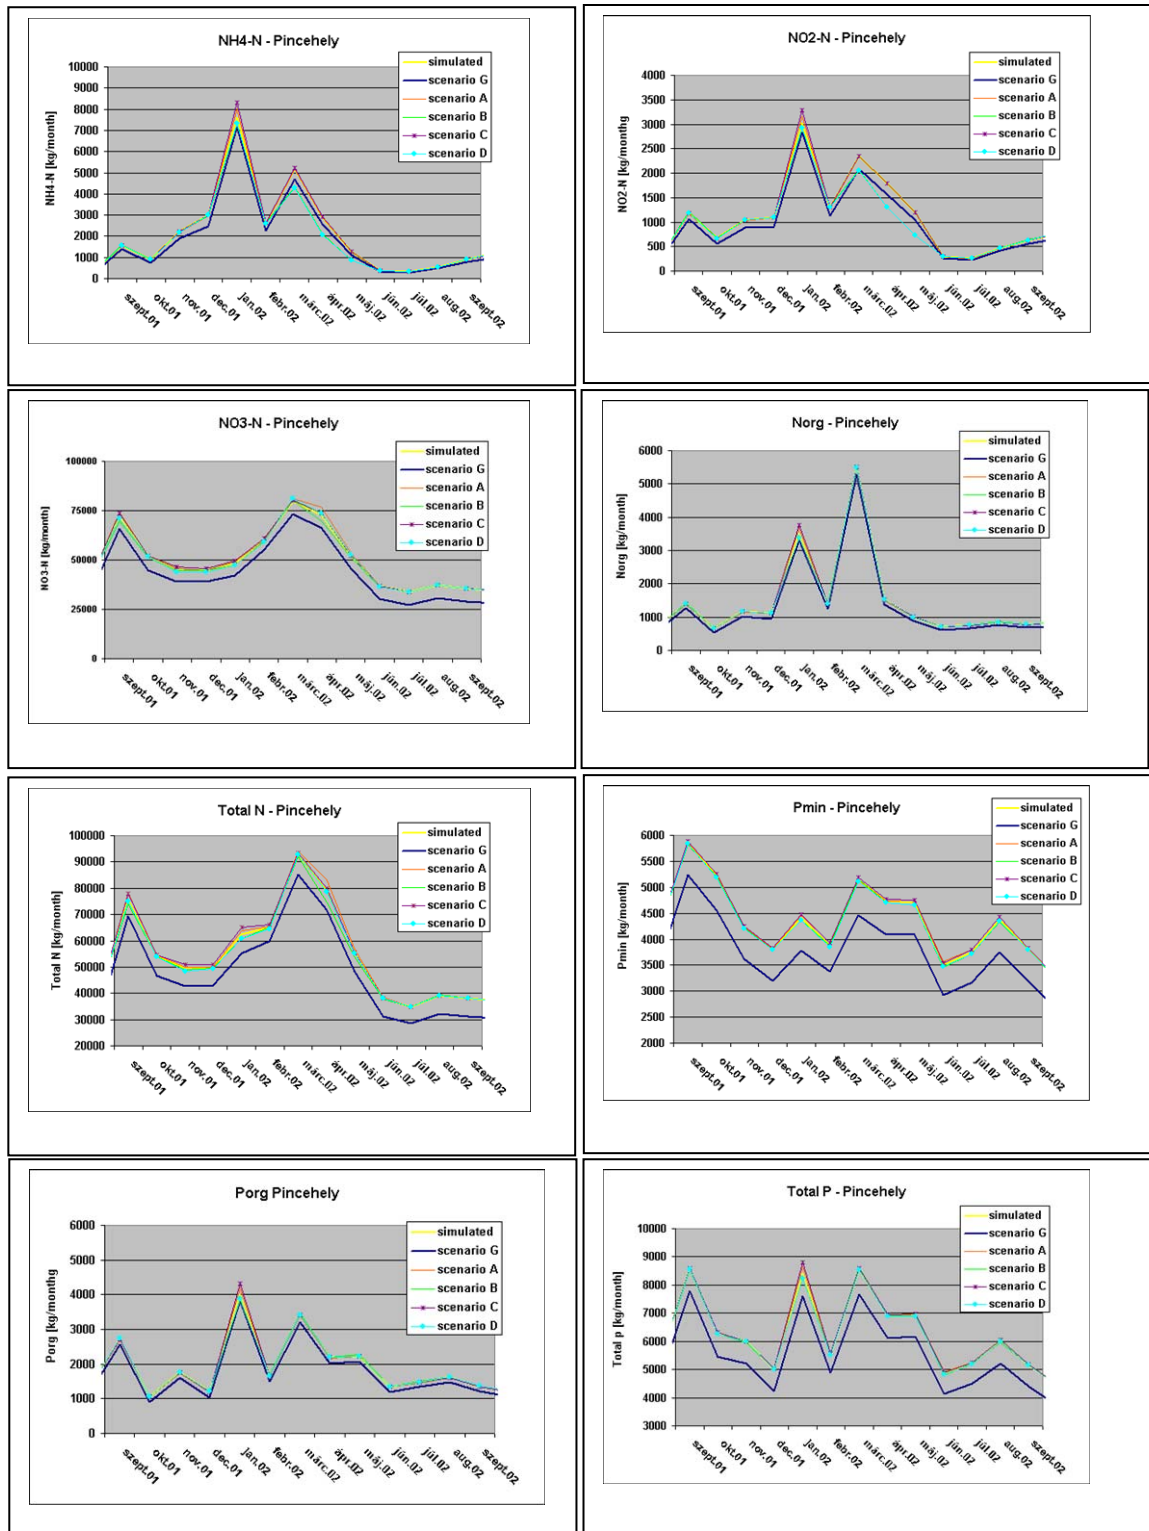 NH4-N - Pincehely
NH4-N [kg/month]
10000
9000
8000
7000
6000
5000
4000
3000
2000
1000
0
simulated
scenario G
scenario A
scenario B
scenario C
scenario D
szept.01
okt.01
nov.01
dec.01
jan.02
febr.02
márc.02
ápr.02
máj.02
jún.02
júl.02
aug.02
szept.02
NO2-N - Pincehely
NO2-N [kg/monthg
4000
3500
3000
2500
2000
1500
1000
500
0
simulated
scenario G
scenario A
scenario B
scenario C
scenario D
szept.01
okt.01
nov.01
dec.01
jan.02
febr.02
márc.02
ápr.02
máj.02
jún.02
júl.02
aug.02
szept.02
NO3-N - Pincehely
NO3-N [kg/month]
100000
75000
50000
25000
0
simulated
scenario G
scenario A
scenario B
scenario C
scenario D
szept.01
okt.01
nov.01
dec.01
jan.02
febr.02
márc.02
ápr.02
máj.02
jún.02
júl.02
aug.02
szept.02
Norg - Pincehely
Norg [kg/month]
6000
5000
4000
3000
2000
1000
0
simulated
scenario G
scenario A
scenario B
scenario C
scenario D
szept.01
okt.01
nov.01
dec.01
jan.02
febr.02
márc.02
ápr.02
máj.02
jún.02
júl.02
aug.02
szept.02
Total N - Pincehely
Total N [kg/month]
100000
90000
80000
70000
60000
50000
40000
30000
20000
simulated
scenario G
scenario A
scenario B
scenario C
scenario D
szept.01
okt.01
nov.01
dec.01
jan.02
febr.02
márc.02
ápr.02
máj.02
jún.02
júl.02
aug.02
szept.02
Pmin - Pincehely
Pmin [kg/month]
6000
5500
5000
4500
4000
3500
3000
2500
2000
simulated
scenario G
scenario A
scenario B
scenario C
scenario D
szept.01
okt.01
nov.01
dec.01
jan.02
febr.02
márc.02
ápr.02
máj.02
jún.02
júl.02
aug.02
szept.02
Porg Pincehely
Porg [kg/monthg
6000
5000
4000
3000
2000
1000
0
simulated
scenario G
scenario A
scenario B
scenario C
scenario D
szept.01
okt.01
nov.01
dec.01
jan.02
febr.02
márc.02
ápr.02
máj.02
jún.02
júl.02
aug.02
szept.02
Total P - Pincehely
Total p [kg/month]
10000
9000
8000
7000
6000
5000
4000
3000
simulated
scenario G
scenario A
scenario B
scenario C
scenario D
szept.01
okt.01
nov.01
dec.01
jan.02
febr.02
márc.02
ápr.02
máj.02
jún.02
júl.02
aug.02
szept.02